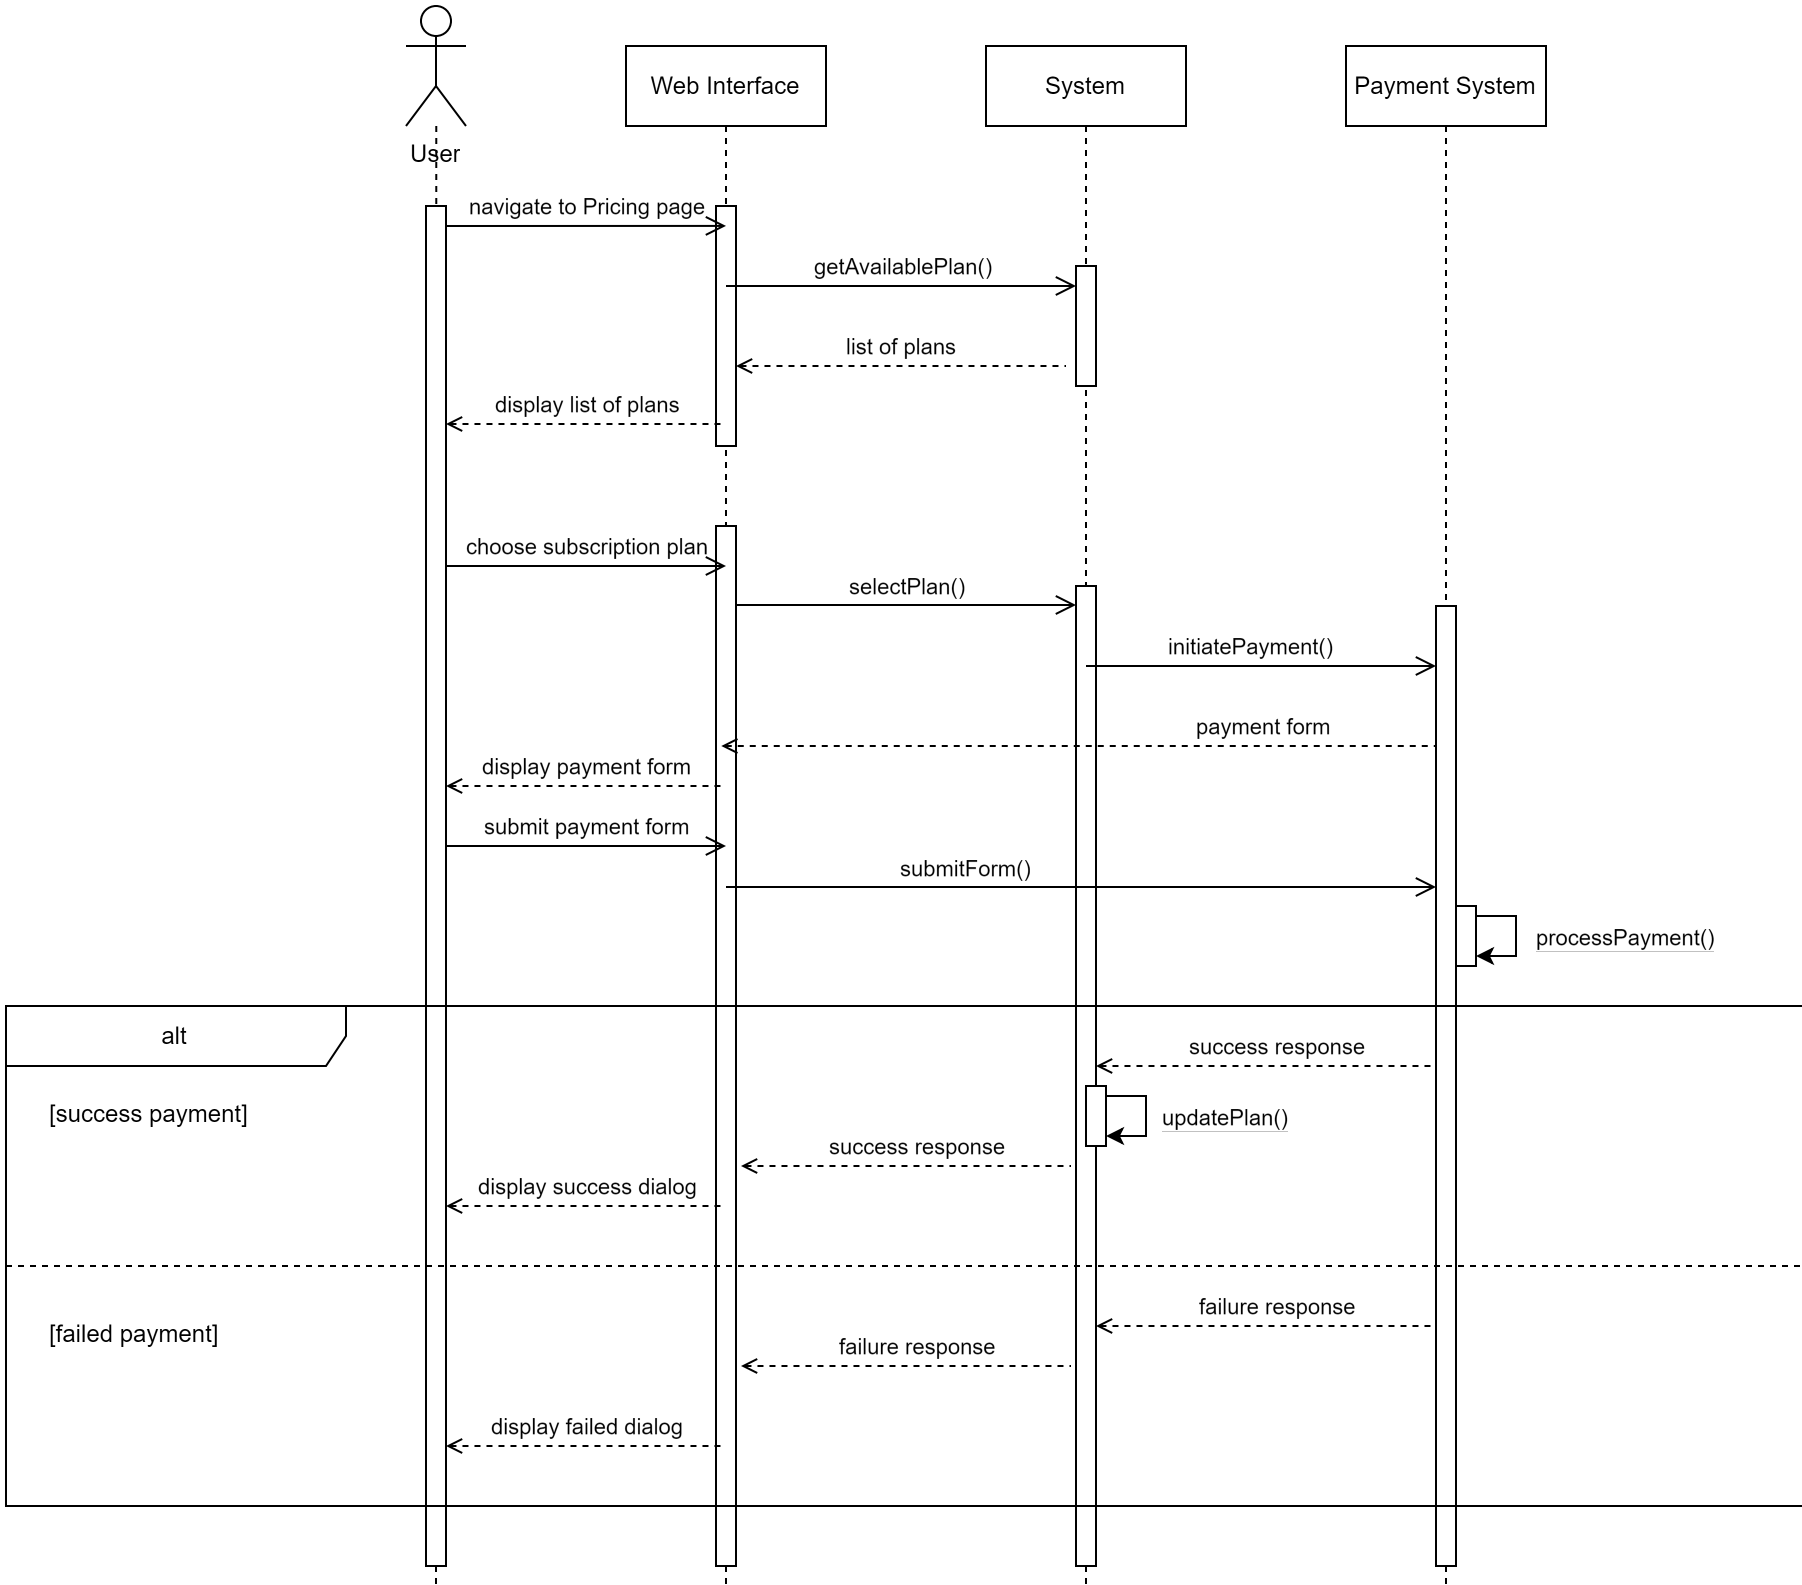 Web Interface
System
Payment System
User
navigate to Pricing page
getAvailablePlan()
list of plans
display list of plans
choose subscription plan
selectPlan()
initiatePayment()
payment form
display payment form
submit payment form
submitForm()
processPayment()
alt
success response
[success payment]
updatePlan()
success response
display success dialog
failure response
[failed payment]
failure response
display failed dialog